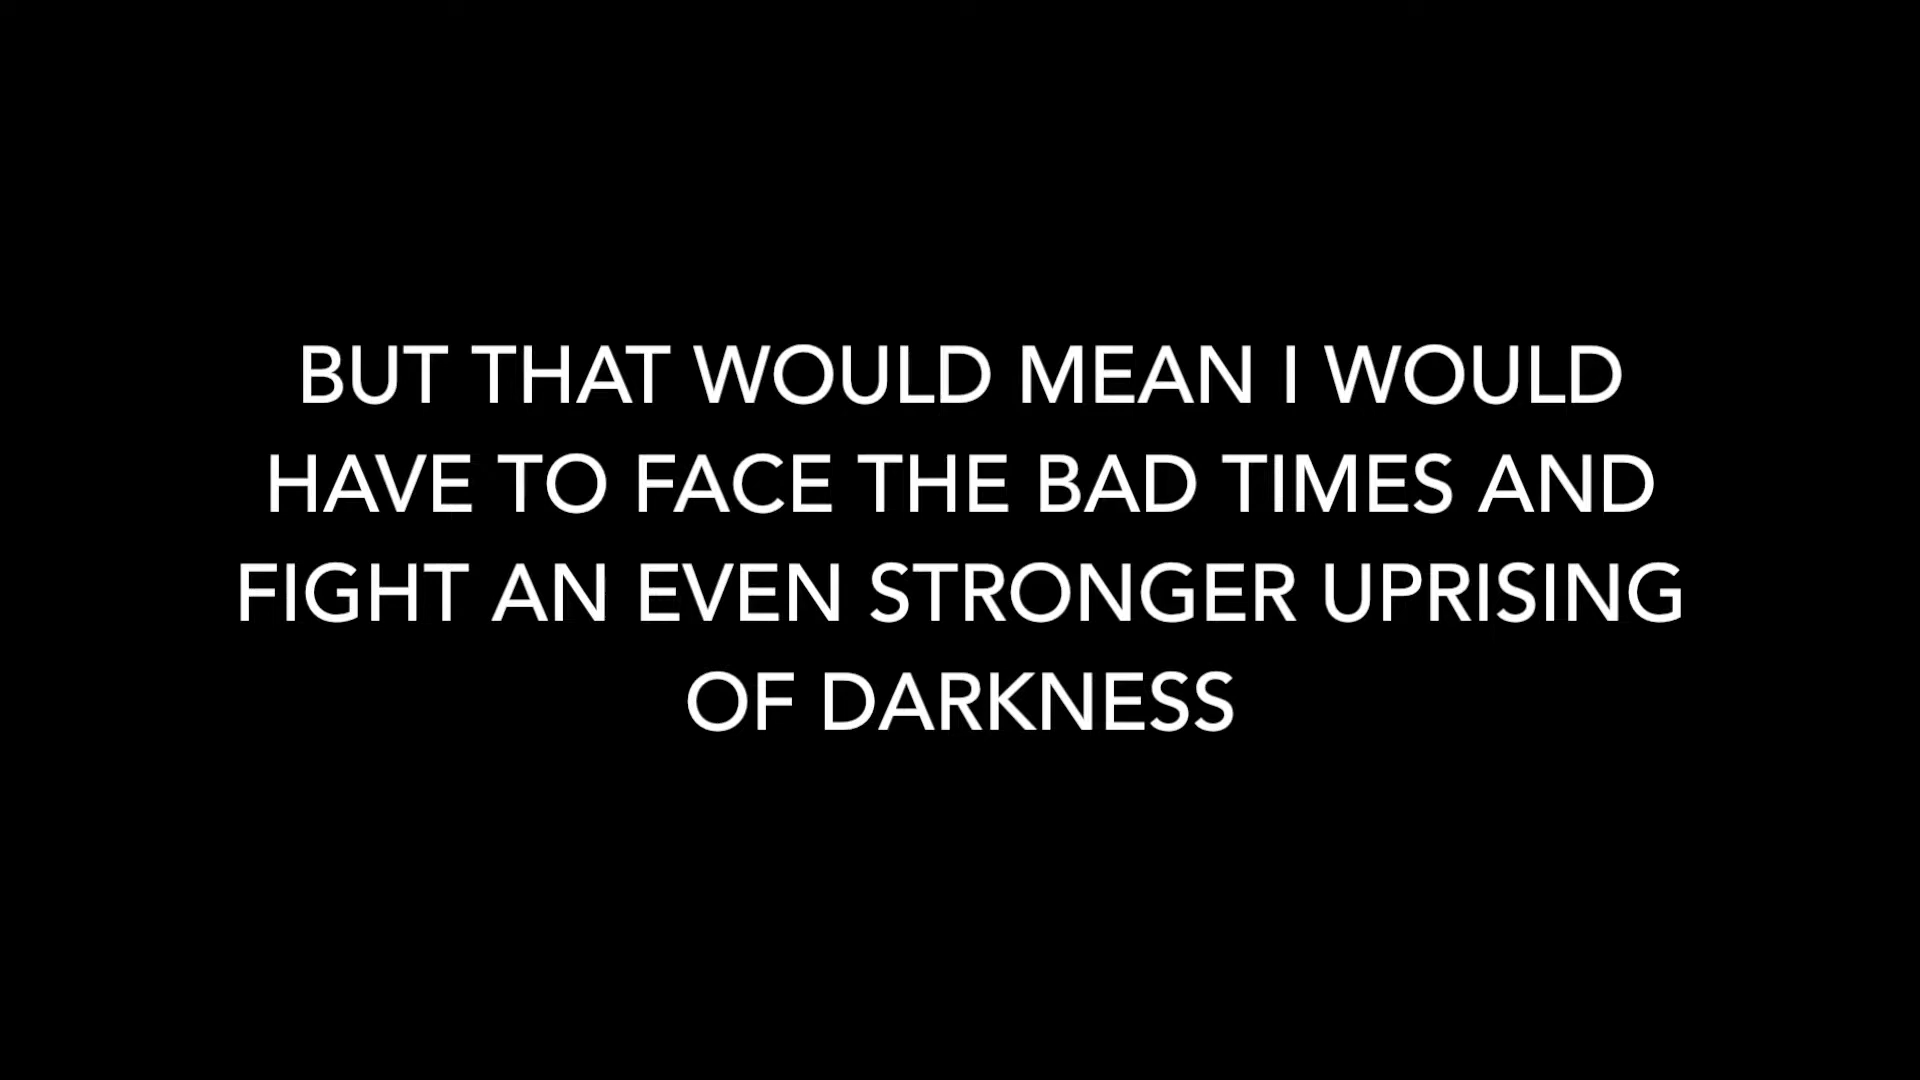 BUT THAT WOULD MEAN I WOULD
HAVE TO FACE THE BAD TIMES AND
FIGHT AN EVEN STRONGER UPRISING
OF DARKNESS